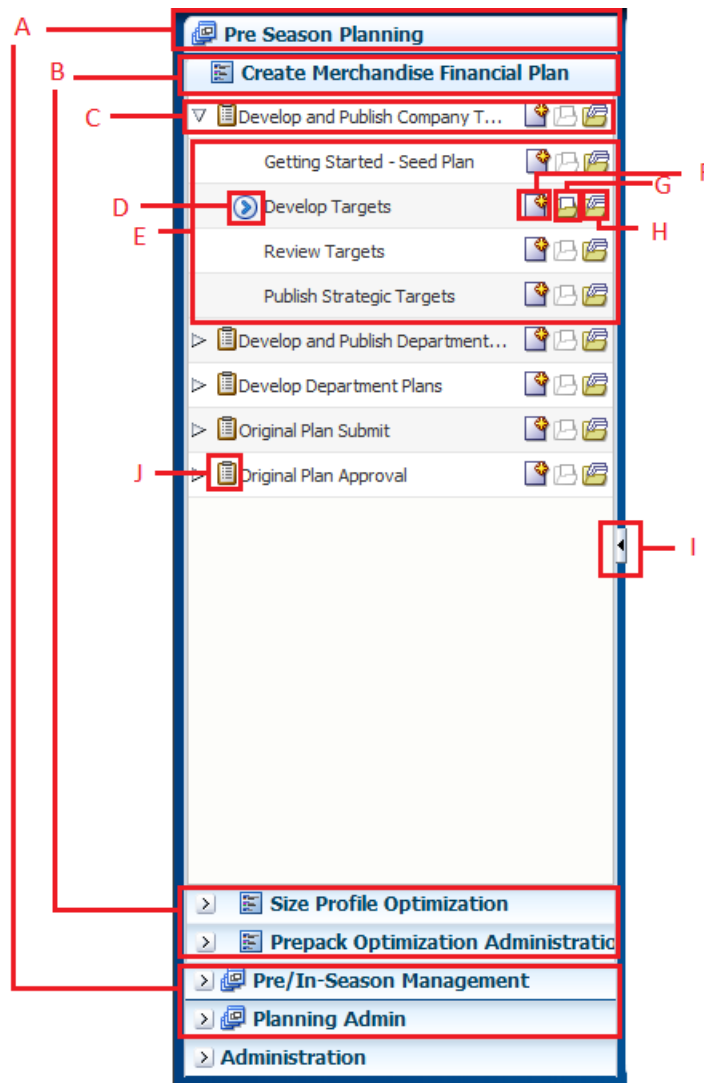 A
Pre Season Planning
B
Create Merchandise Financial Plan
C
Develop and Publish Company T...
Getting Started - Seed Plan
F
G
D
Develop Targets
E
H
Review Targets
Publish Strategic Targets
Develop and Publish Department...
Develop Department Plans
Original Plan Submit
J
Original Plan Approval
I
Size Profile Optimization
Prepack Optimization Administratio
Pre/In-Season Management
Planning Admin
Administration